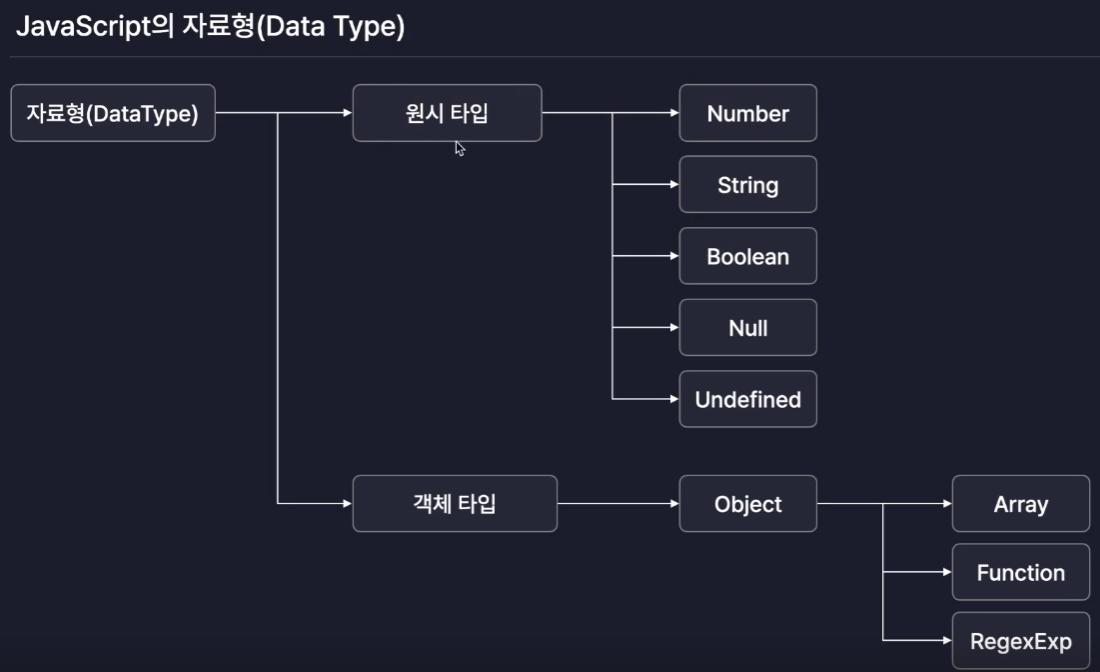 JavaScript의 자료형(Data Type)
자료형(DataType)
원시 타입
Number
String
Boolean
Null
Undefined
객체 타입
Object
Array
Function
RegexExp